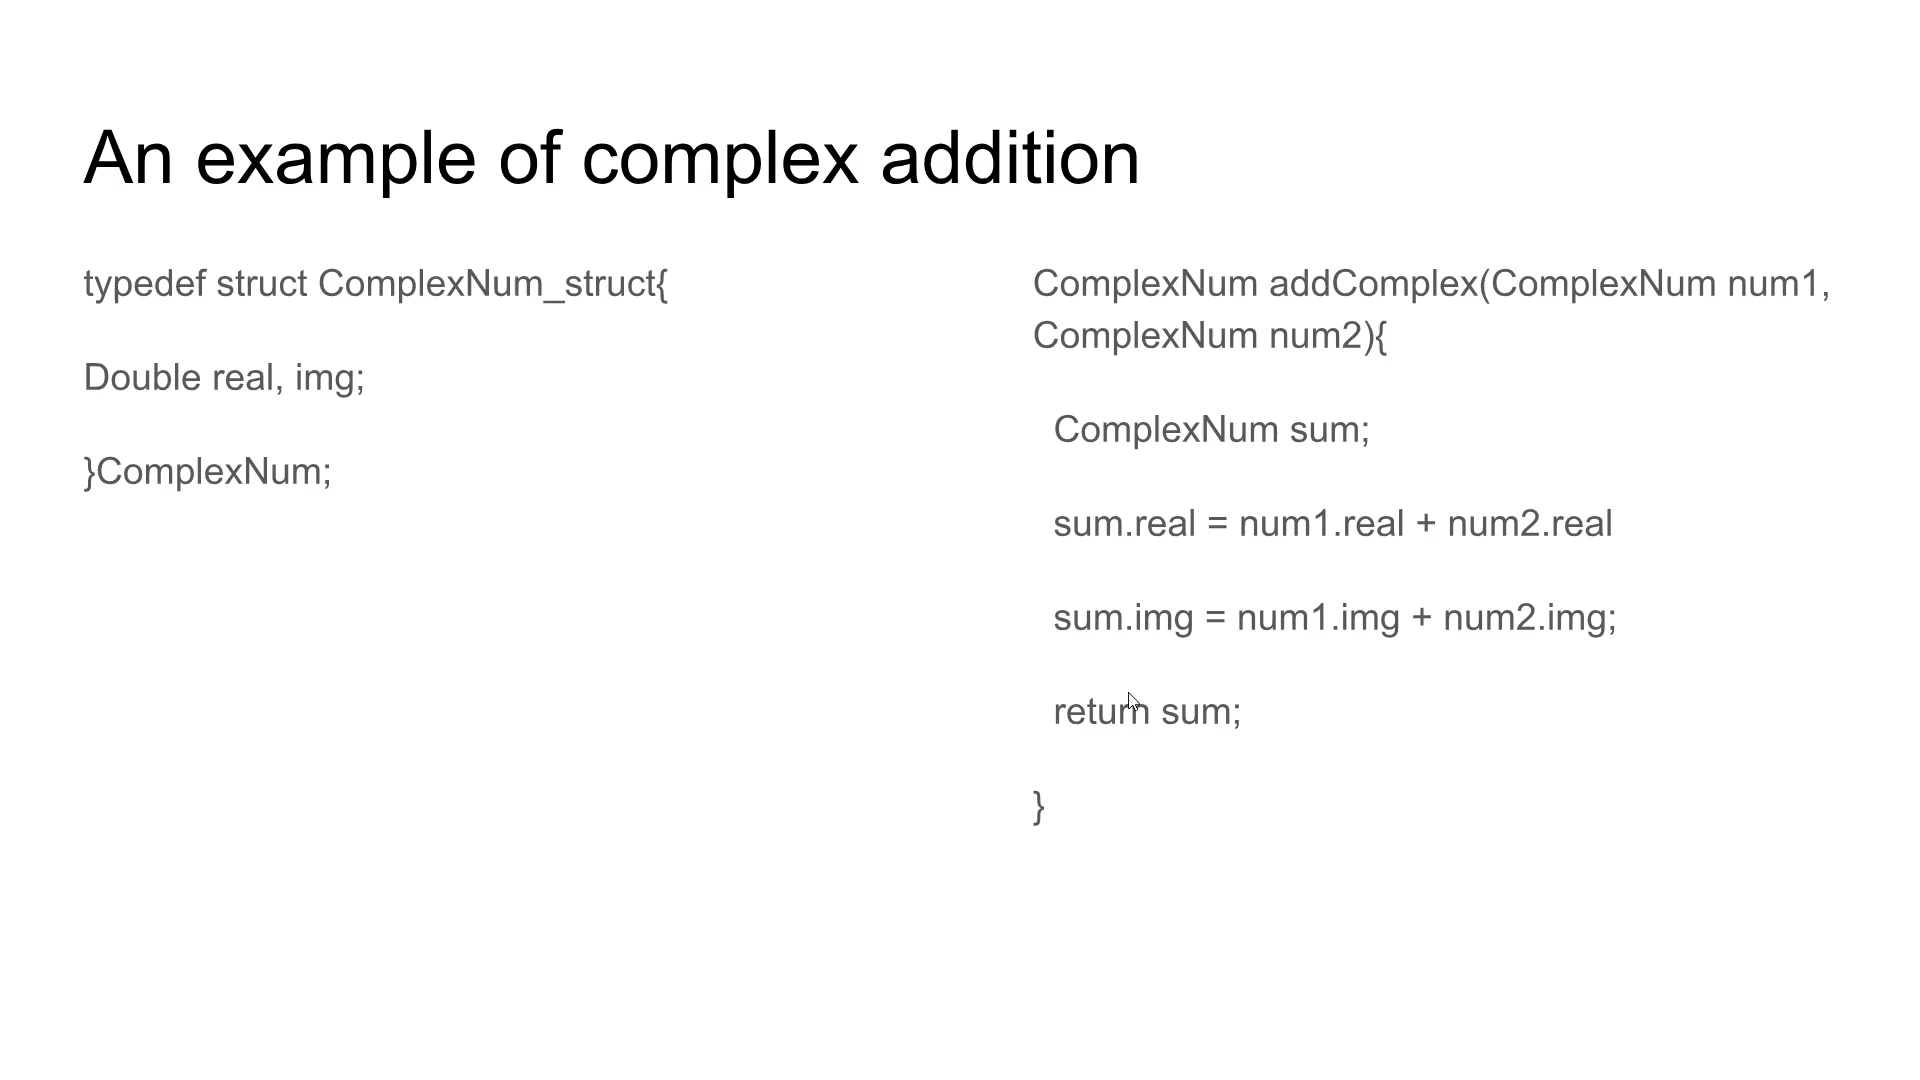 An example of complex addition
typedef struct ComplexNum_struct{
Double real, img;
}ComplexNum;
ComplexNum addComplex(ComplexNum num1,
ComplexNum num2){
ComplexNum sum;
sum.real = num1.real + num2.real
sum.img = num1.img + num2.img;
return sum;
}